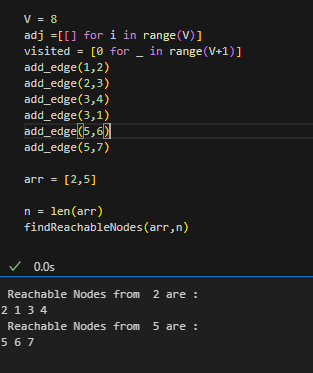 V = 8
adj =[[] for i in range(V)]
visited = [0 for _ in range(V+1)]
add_edge(1,2)
add_edge(2,3)
add_edge(3,4)
add_edge(3,1)
add_edge(5,6)
add_edge(5,7)
arr = [2,5]
n = len(arr)
findReachableNodes(arr,n)
0.0s
Reachable Nodes from  2 are :
2 1 3 4
Reachable Nodes from  5 are :
5 6 7